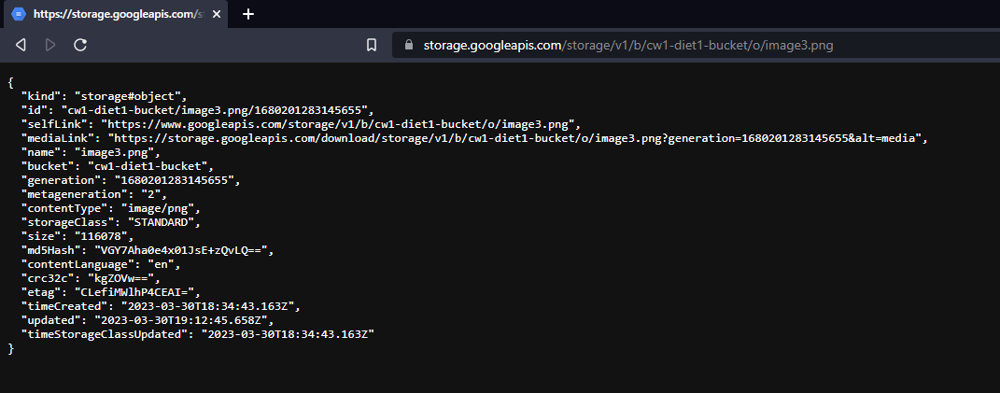 https://storage.googleapis.com/s
storage.googleapis.com/storage/v1/b/cw1-diet1-bucket/o/image3.png
{
  "kind": "storage#object",
  "id": "cw1-diet1-bucket/image3.png/1680201283145655",
  "selfLink": "https://www.googleapis.com/storage/v1/b/cw1-diet1-bucket/o/image3.png",
  "mediaLink": "https://storage.googleapis.com/download/storage/v1/b/cw1-diet1-bucket/o/image3.png?generation=1680201283145655&alt=media",
  "name": "image3.png",
  "bucket": "cw1-diet1-bucket",
  "generation": "1680201283145655",
  "metageneration": "2",
  "contentType": "image/png",
  "storageClass": "STANDARD",
  "size": "116078",
  "md5Hash": "VGY7Aha0e4x01JsE+zQvLQ==",
  "contentLanguage": "en",
  "crc32c": "kgZOVw==",
  "etag": "CLefiMWlhP4CEAI=",
  "timeCreated": "2023-03-30T18:34:43.163Z",
  "updated": "2023-03-30T19:12:45.658Z",
  "timeStorageClassUpdated": "2023-03-30T18:34:43.163Z"
}